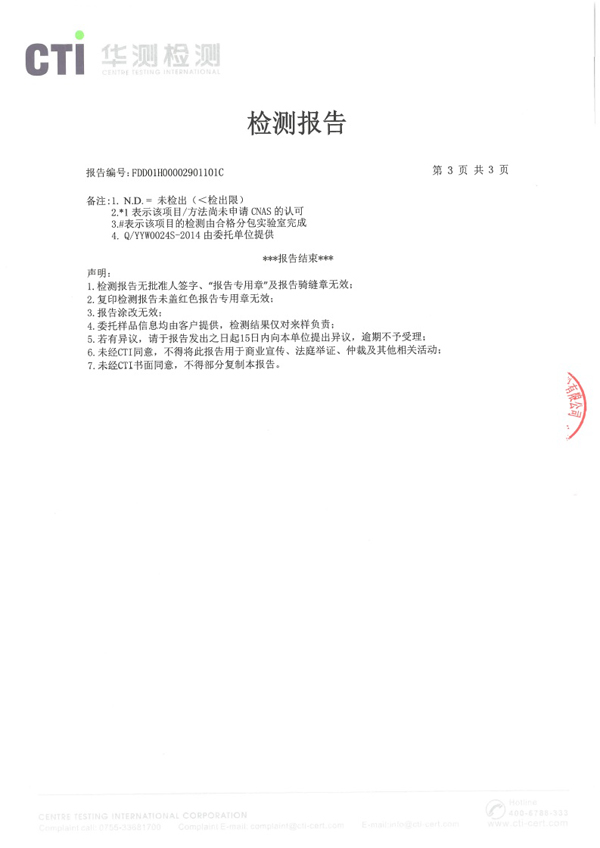 CTI 华测检测
CENTRE TESTING INTERNATIONAL
检测报告
报告编号:FDD01H00002901101C 第 3 页 共 3 页
备注:1. N.D.= 未检出（<检出限）
2.*1 表示该项目/方法尚未申请 CNAS 的认可
3.#表示该项目的检测由合格分包实验室完成
4. Q/YYW0024S-2014 由委托单位提供
***报告结束***
声明:
1.检测报告无批准人签字、“报告专用章”及报告骑缝章无效;
2.复印检测报告未盖红色报告专用章无效;
3.报告涂改无效;
4.委托样品信息均由客户提供，检测结果仅对来样负责;
5.若有异议，请于报告发出之日起15日内向本单位提出异议，逾期不予受理;
6.未经CTI同意，不得将此报告用于商业宣传、法庭举证、仲裁及其他相关活动;
7.未经CTI书面同意，不得部分复制本报告。
有限公司
CENTRE TESTING INTERNATIONAL CORPORATION
Hotline
400-6788-333
Complaint call: 0755-33681700 Complaint E-mail: complaint@cti-cert.com E-mail:info@cti-cert.com www.cti-cert.com